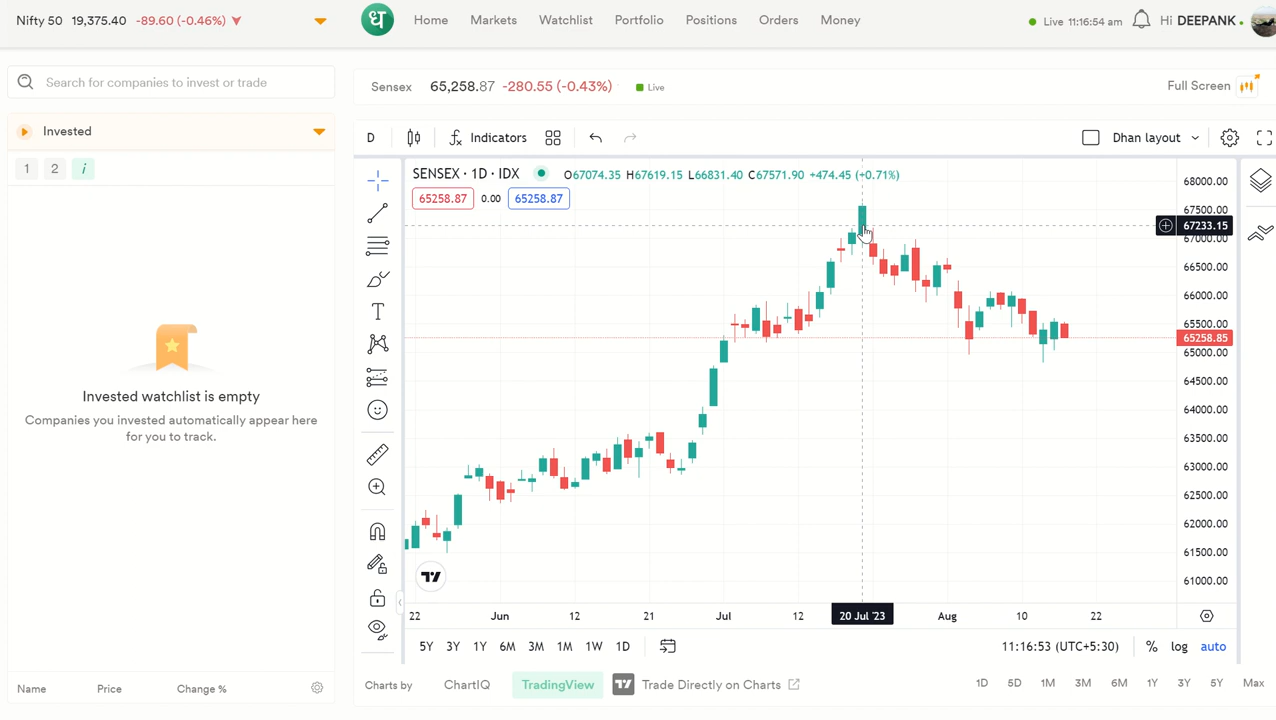 Nifty 50 19,375.40 -89.60 (-0.46%)
ध
Home Markets Watchlist Portfolio Positions Orders Money
Live 11:16:54 am Hi DEEPANK
Search for companies to invest or trade
Sensex 65,258.87 -280.55 (-0.43%) Live
Full Screen
Invested
1 2 i
D Indicators Dhan layout
SENSEX · 1D · IDX O67074.35 H67619.15 L66831.40 C67571.90 +474.45 (+0.71%)
65258.87 0.00 65258.87
68000.00
67500.00
67233.15
67000.00
66500.00
66000.00
65500.00
65258.85
65000.00
64500.00
64000.00
63500.00
63000.00
62500.00
62000.00
61500.00
61000.00
Invested watchlist is empty
Companies you invested automatically appear here
for you to track.
22 Jun 12 21 Jul 12 20 Jul '23 Aug 10 22
5Y 3Y 1Y 6M 3M 1M 1W 1D 11:16:53 (UTC+5:30) % log auto
Name Price Change %
Charts by ChartIQ TradingView Trade Directly on Charts
1D 5D 1M 3M 6M 1Y 3Y 5Y Max